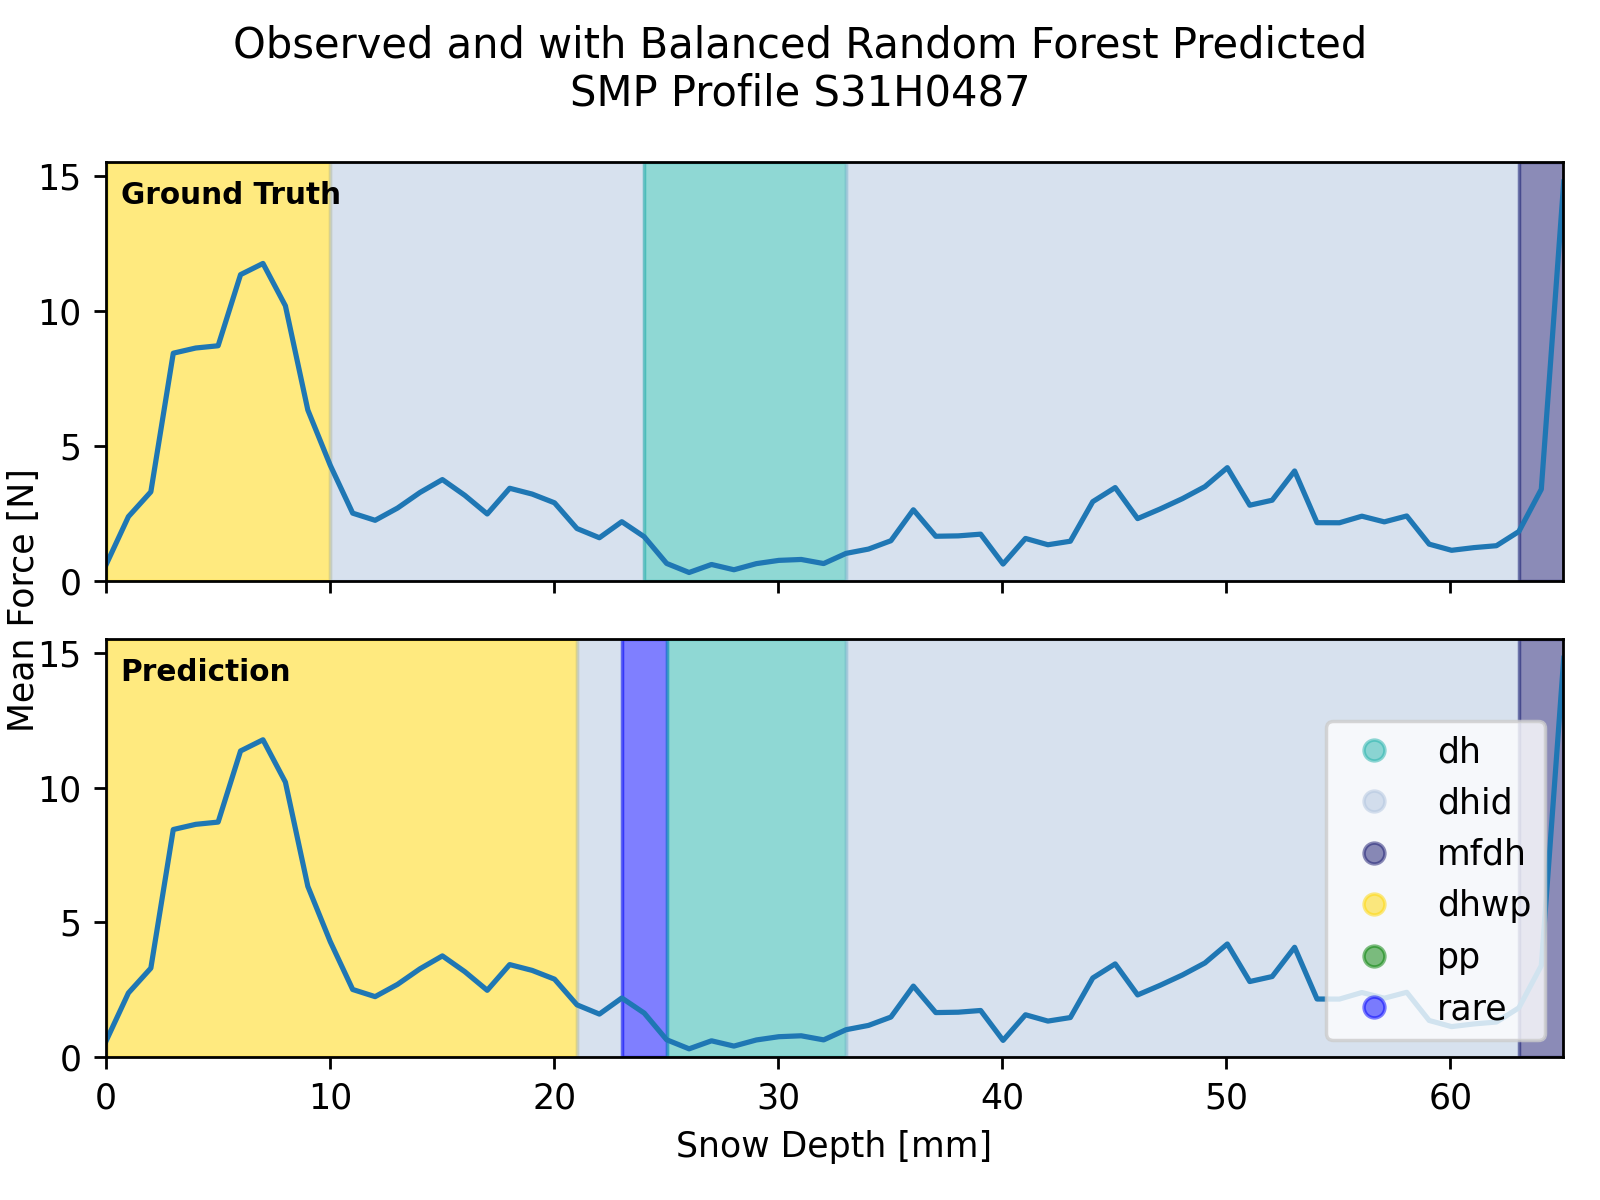 Observed and with Balanced Random Forest Predicted
SMP Profile S31H0487
Mean Force [N]
15
10
5
0
Ground Truth
15
10
5
0
Prediction
dh
dhid
mfdh
dhwp
pp
rare
0 10 20 30 40 50 60
Snow Depth [mm]